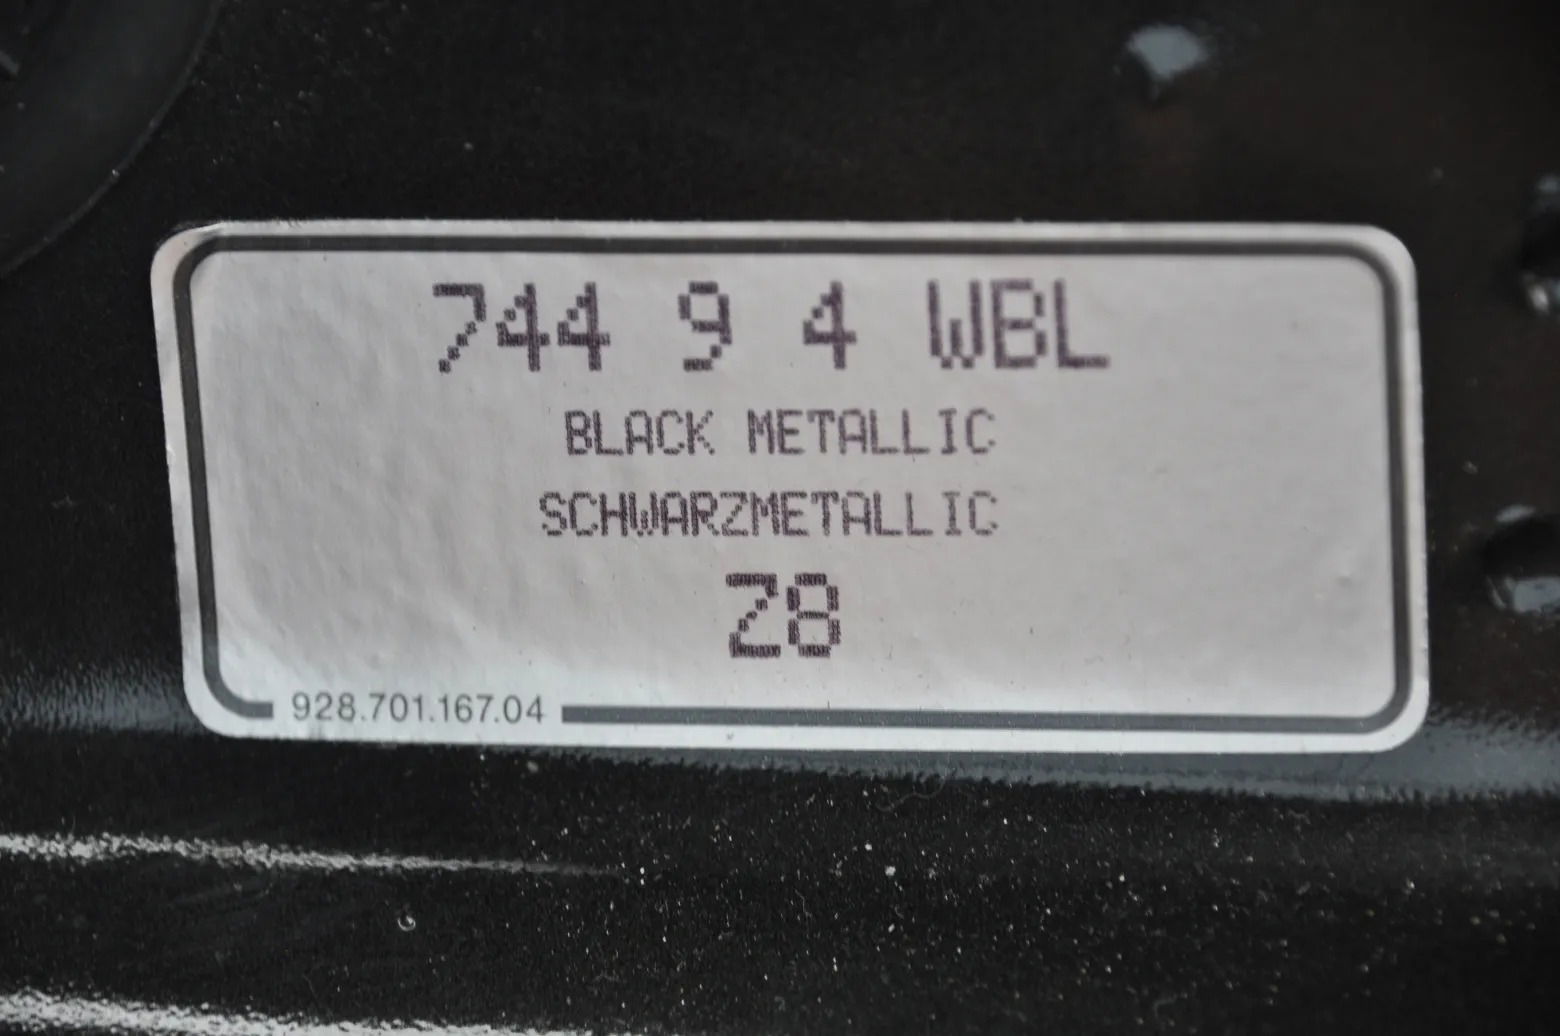 744 9 4 WBL
BLACK METALLIC
SCHWARZMETALLIC
Z8
928.701.167.04